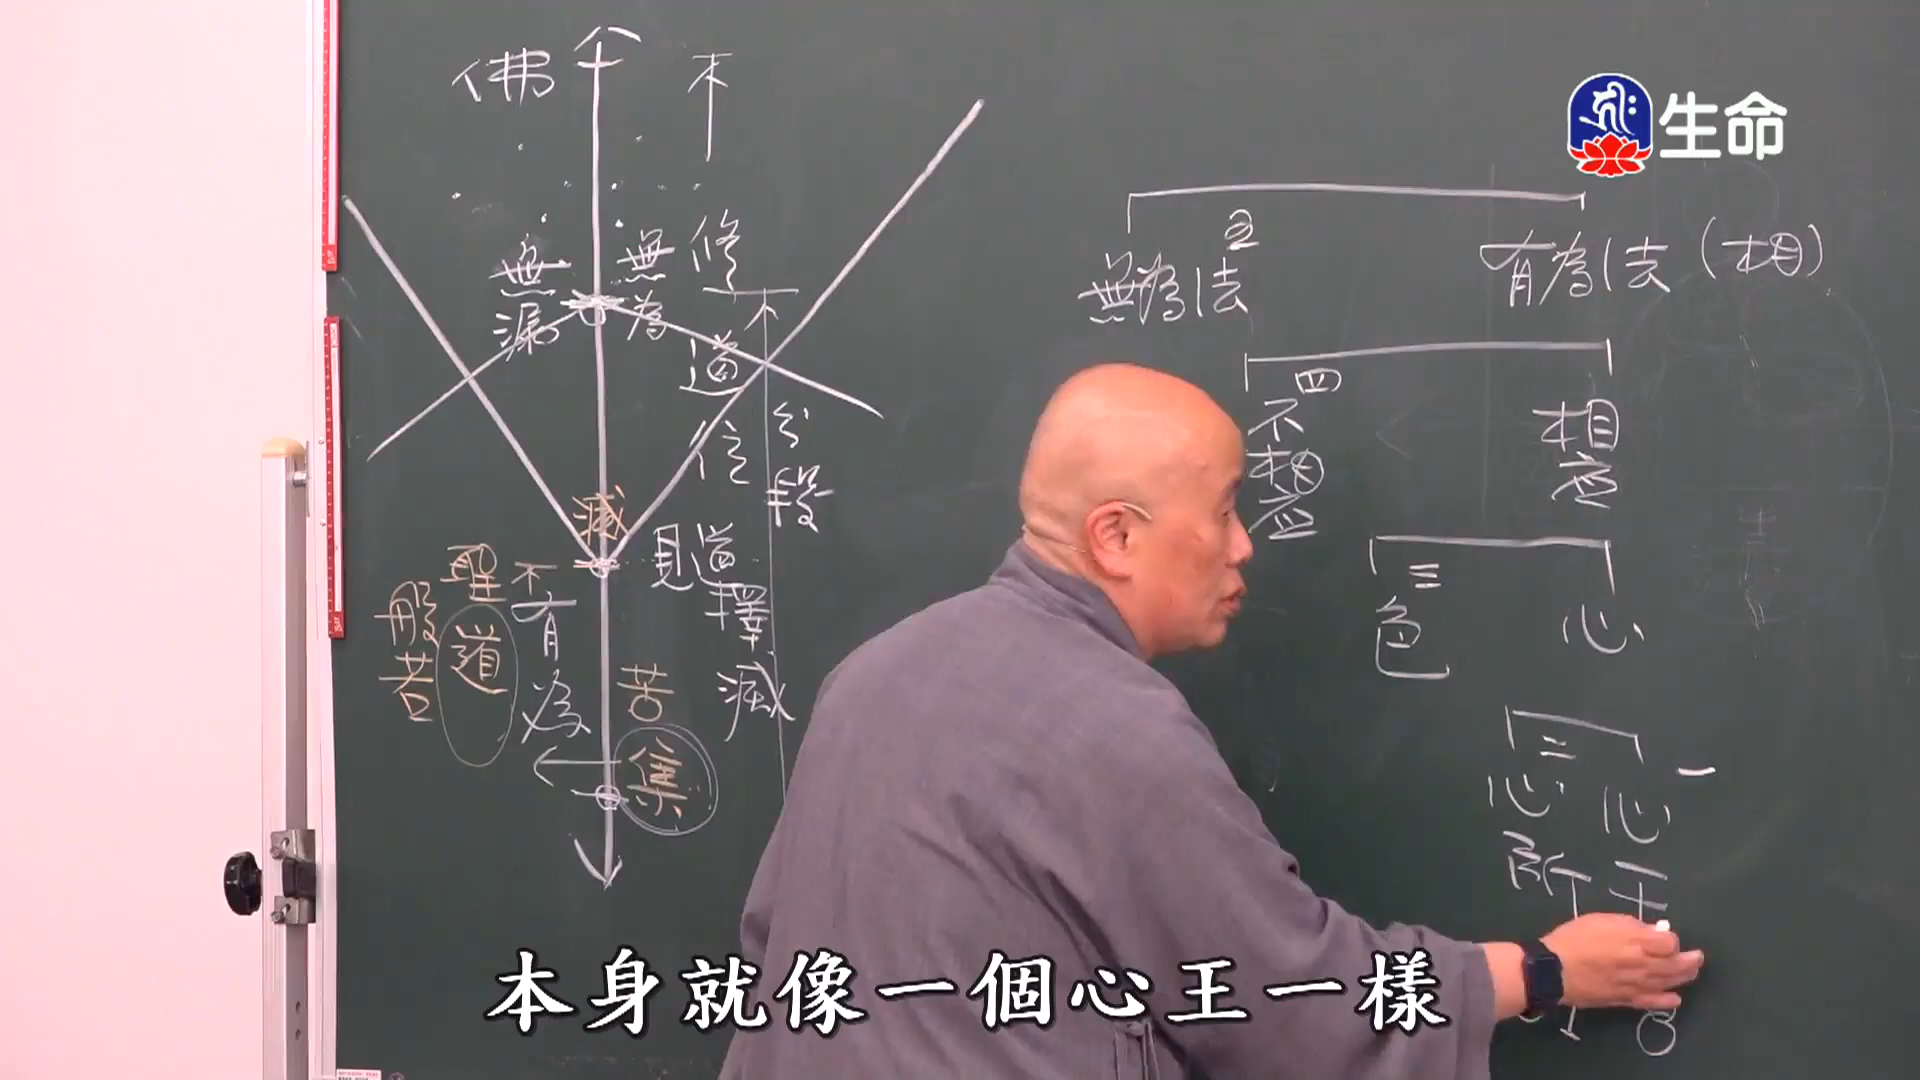 生命
佛
無漏
無為
修道位
分段
滅
見道
擇滅
聖道
般若
不有為
苦
集
2
無為法
有為法(相)
四
不相應
相應
三
色
心
二
心所
一
心王
8
本身就像一個心王一樣